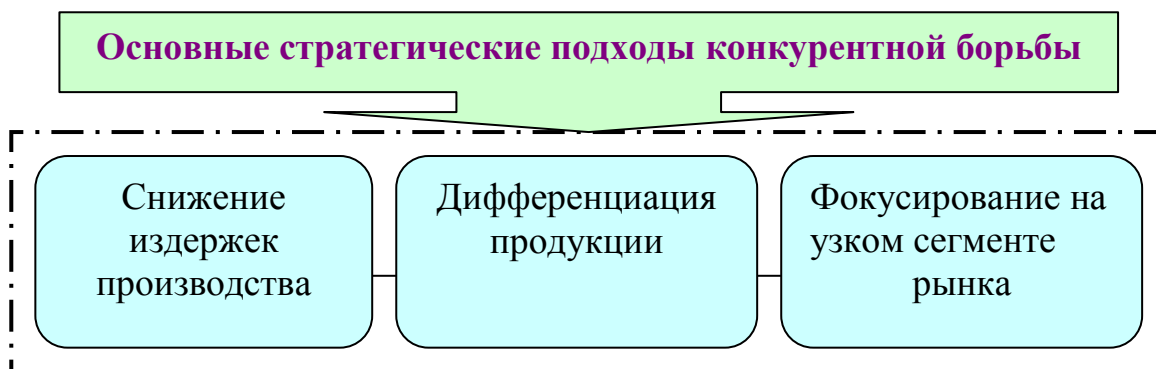 Основные стратегические подходы конкурентной борьбы
Снижение
издержек
производства
Дифференциация
продукции
Фокусирование на
узком сегменте
рынка